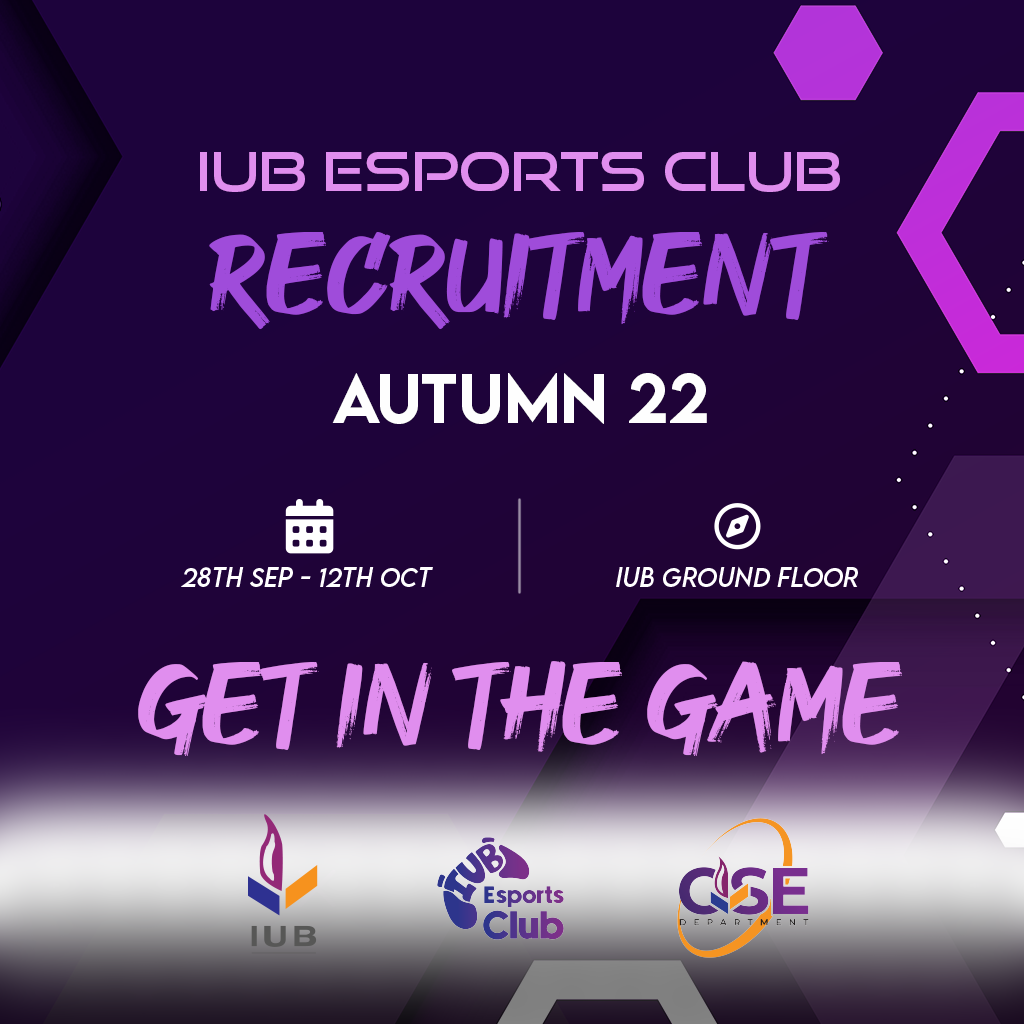 IUB ESPORTS CLUB
RECRUITMENT
AUTUMN 22
28TH SEP - 12TH OCT
IUB GROUND FLOOR
GET IN THE GAME
IUB
IUB
Esports
Club
CSE
DEPARTMENT